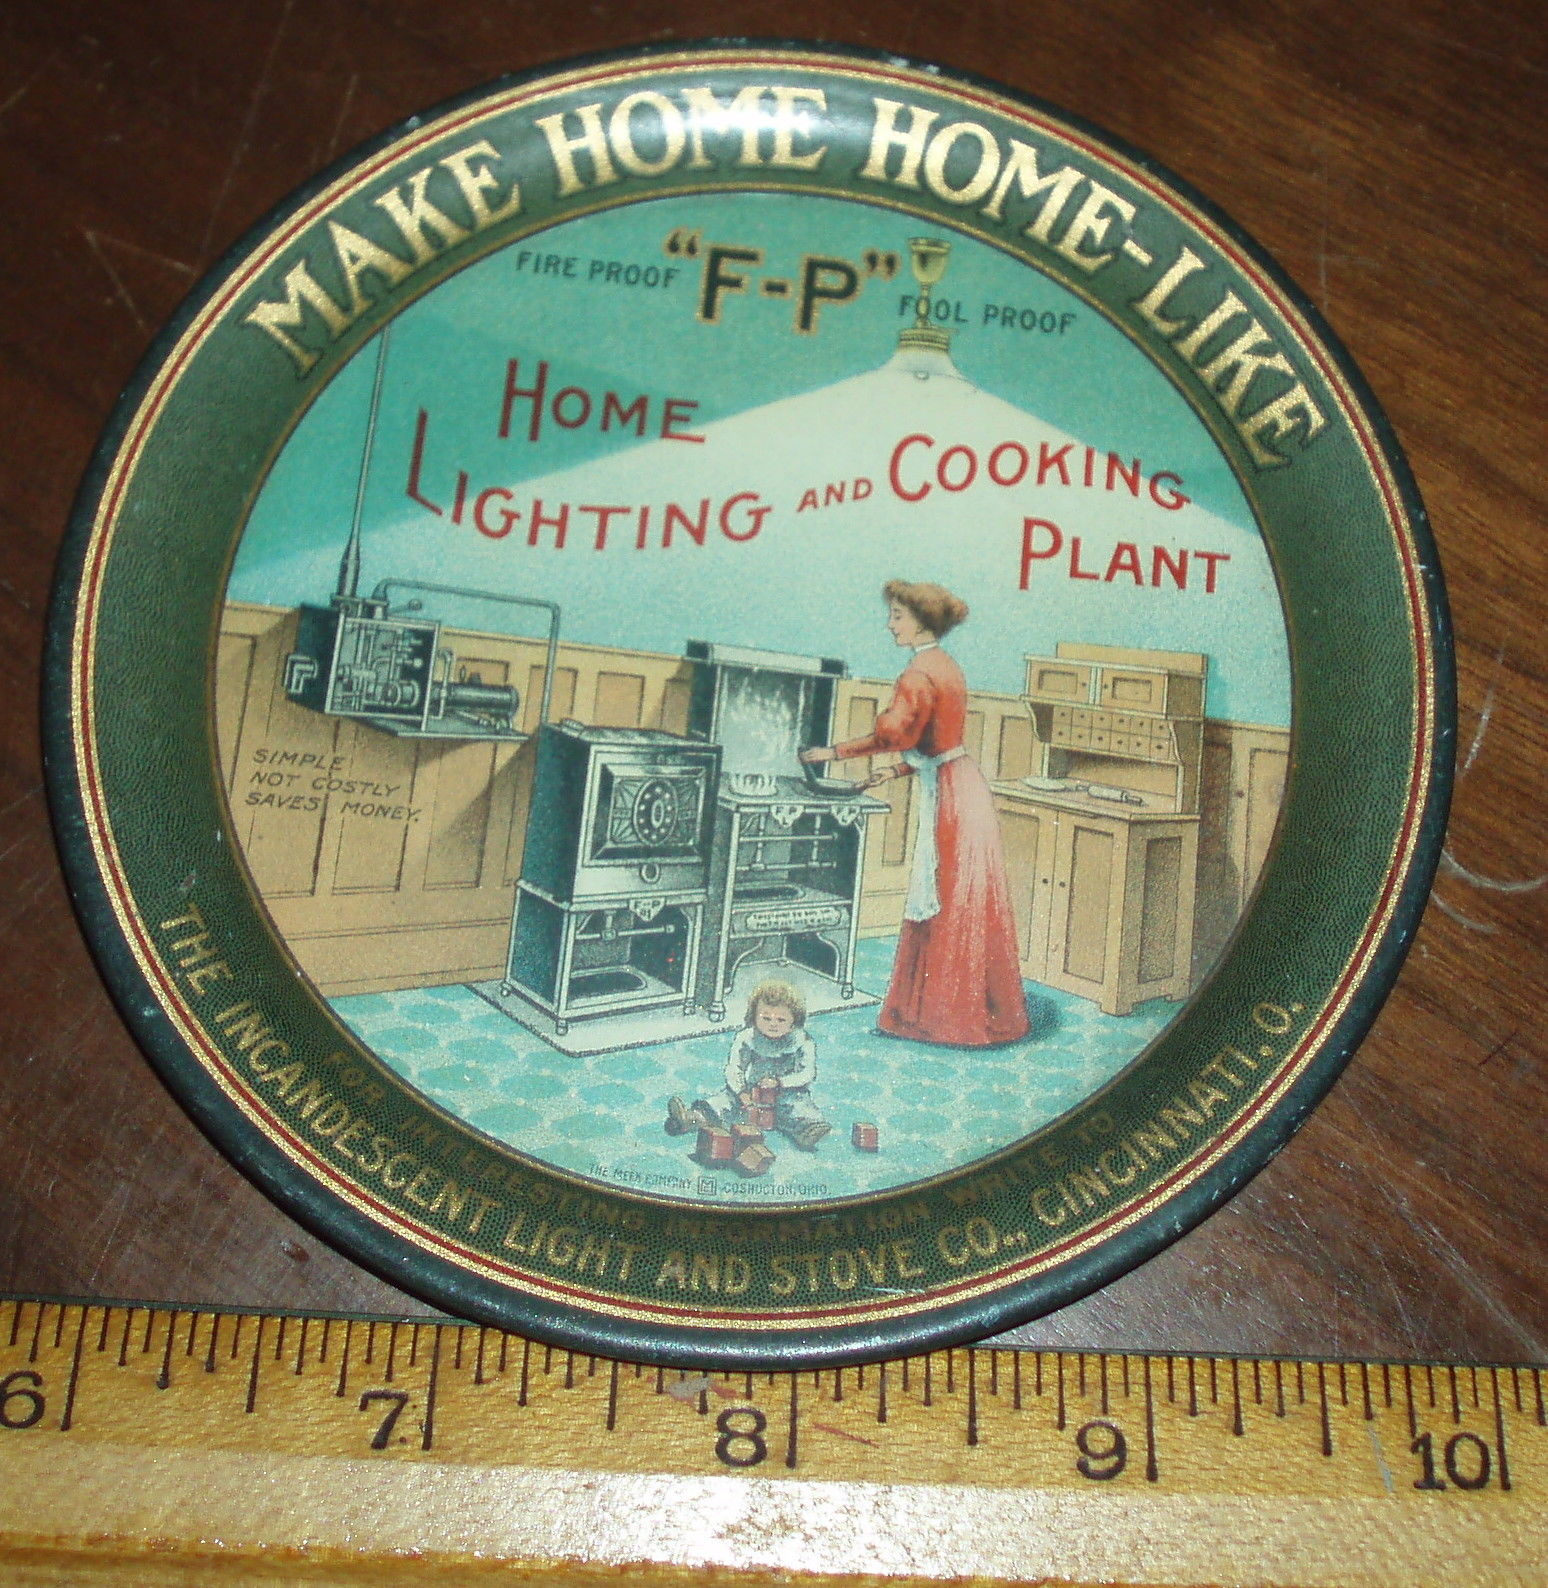 MAKE HOME HOME-LIKE
"F-P"
FIRE PROOF
FOOL PROOF
HOME
LIGHTING AND COOKING
PLANT
SIMPLE
NOT COSTLY
SAVES MONEY.
THE MEEK COMPANY M COSHOCTON, OHIO.
FOR INTERESTING INFORMATION WRITE TO
THE INCANDESCENT LIGHT AND STOVE CO., CINCINNATI. O.
6 7 8 9 10